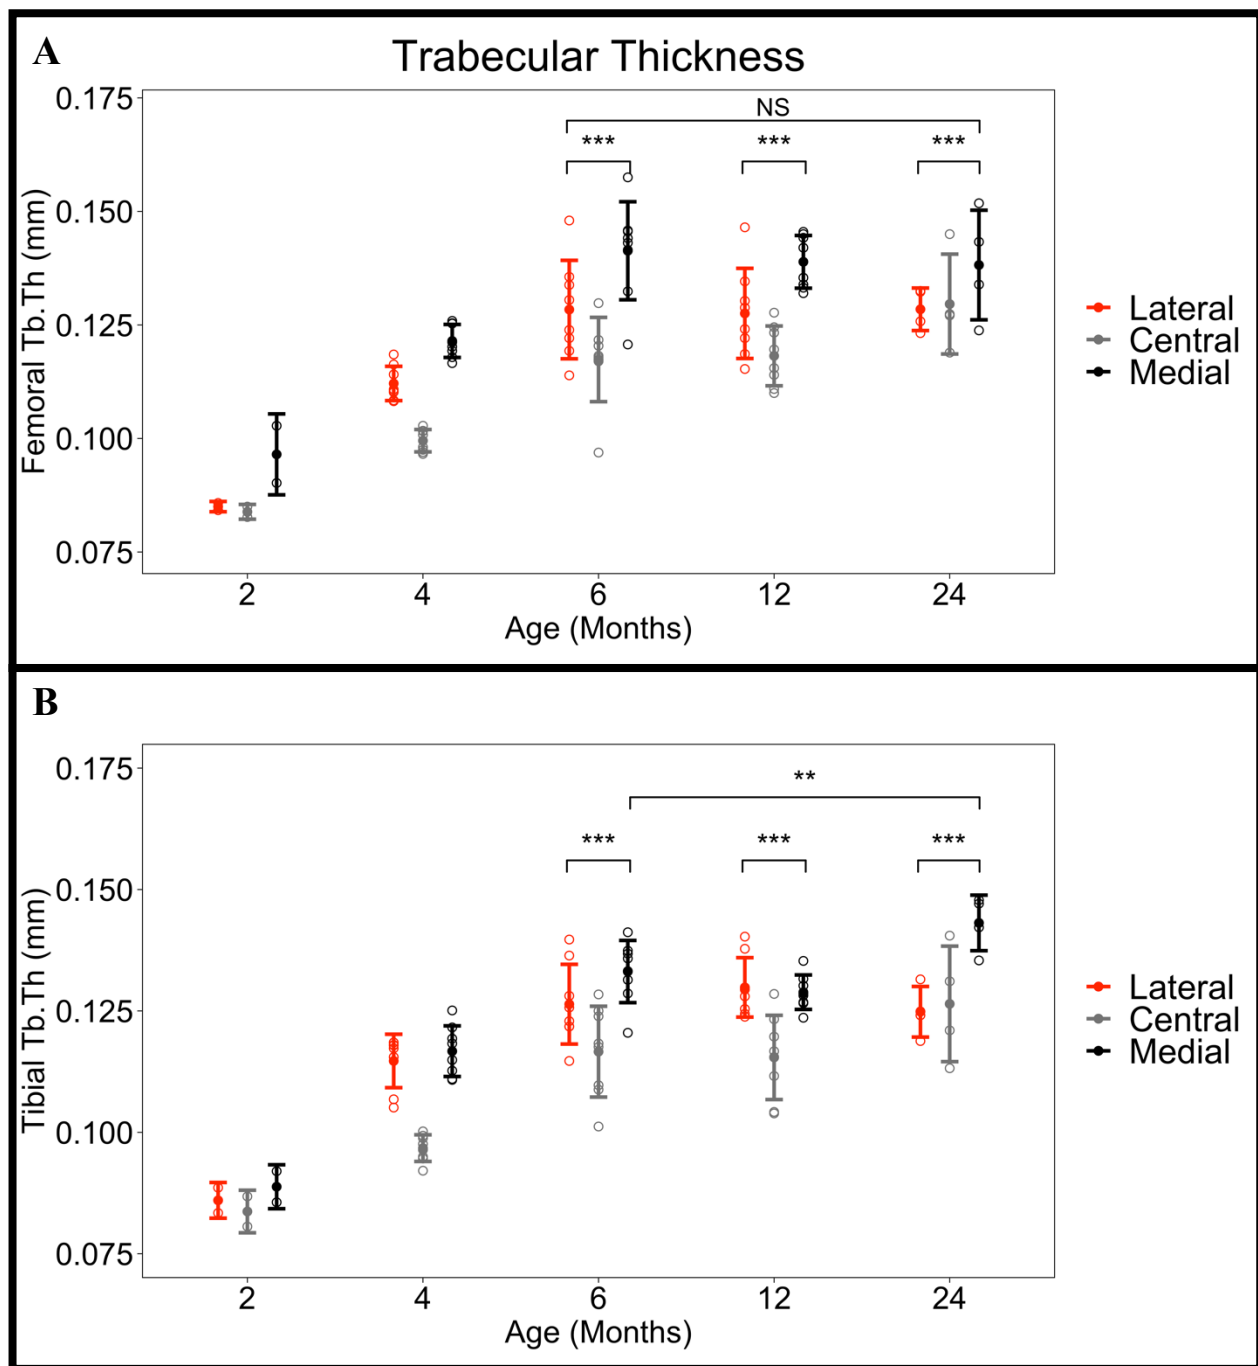 A
Trabecular Thickness
0.175
0.150
0.125
0.100
0.075
Femoral Tb.Th (mm)
NS
*** *** ***
Lateral
Central
Medial
2 4 6 12 24
Age (Months)
B
0.175
0.150
0.125
0.100
0.075
Tibial Tb.Th (mm)
**
*** *** ***
Lateral
Central
Medial
2 4 6 12 24
Age (Months)